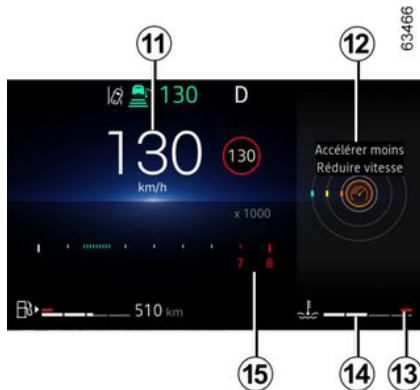 11
12
63466
130
D
130
km/h
130
Accélérer moins
Réduire vitesse
x 1000
7 8
510 km
15
14
13